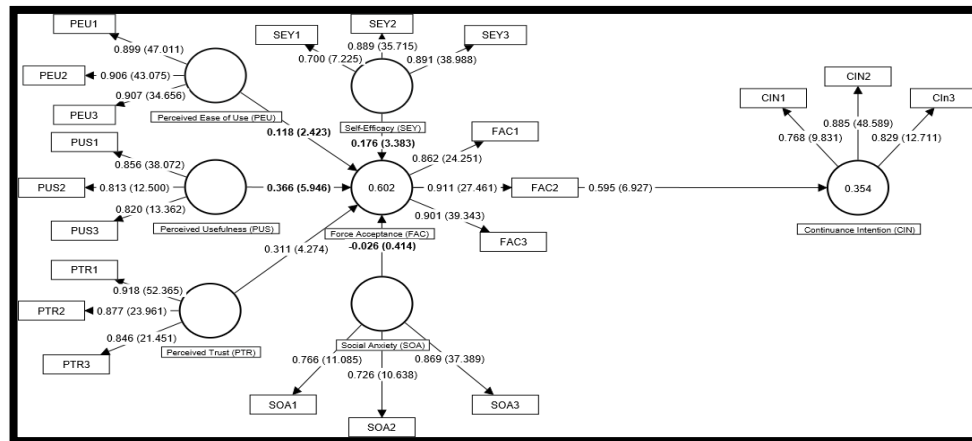 PEU1
SEY2
SEY1
SEY3
0.899 (47.011)
0.889 (35.715)
0.700 (7.225)
0.891 (38.988)
PEU2
0.906 (43.075)
0.907 (34.656)
PEU3
Perceived Ease of Use (PEU)
Self-Efficacy (SEY)
0.118 (2.423)
0.176 (3.383)
CIN2
CIN1
CIn3
0.885 (48.589)
0.768 (9.831)
0.829 (12.711)
PUS1
0.856 (38.072)
PUS2
0.813 (12.500)
0.820 (13.362)
PUS3
Perceived Usefulness (PUS)
0.366 (5.946)
0.602
FAC1
0.862 (24.251)
0.911 (27.461)
FAC2
0.901 (39.343)
FAC3
Force Acceptance (FAC)
-0.026 (0.414)
0.595 (6.927)
0.354
Continuance Intention (CIN)
0.311 (4.274)
PTR1
0.918 (52.365)
PTR2
0.877 (23.961)
0.846 (21.451)
PTR3
Perceived Trust (PTR)
Social Anxiety (SOA)
0.766 (11.085)
0.869 (37.389)
0.726 (10.638)
SOA1
SOA3
SOA2